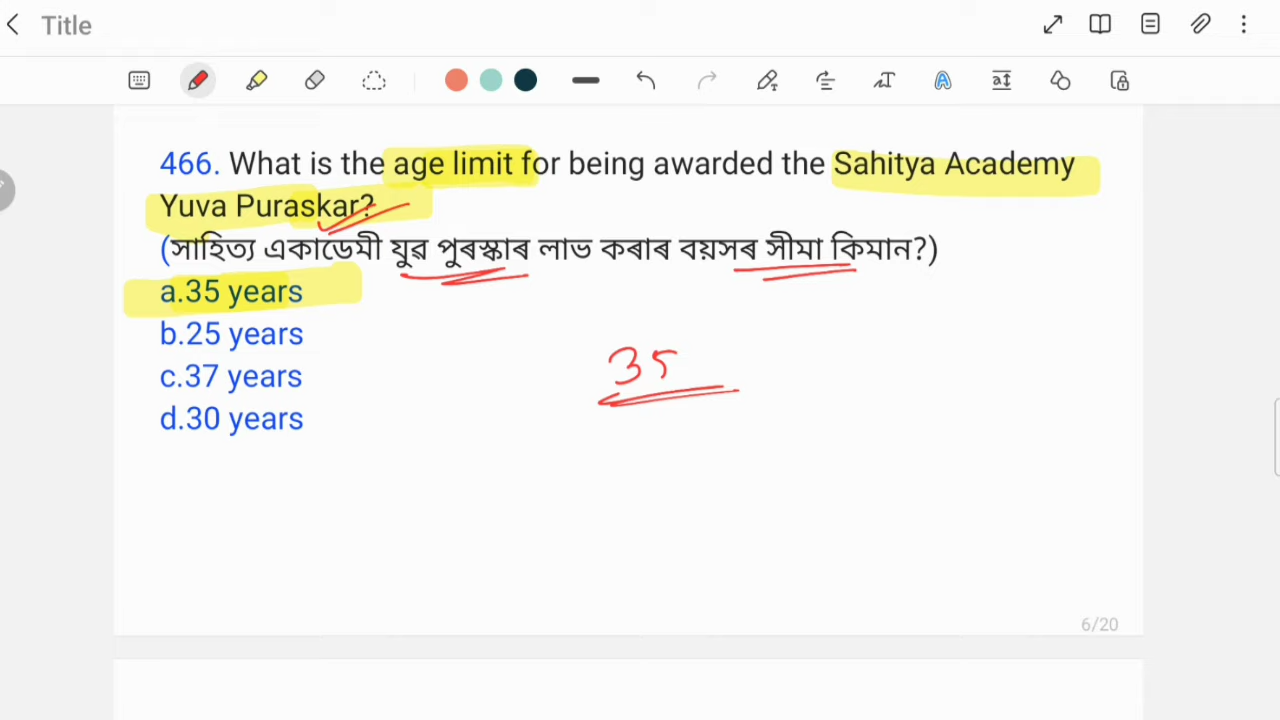 Title
466. What is the age limit for being awarded the Sahitya Academy
Yuva Puraskar?
(সাহিত্য একাডেমী যুৱ পুৰস্কাৰ লাভ কৰাৰ বয়সৰ সীমা কিমান?)
a.35 years
b.25 years
c.37 years
d.30 years
35
6/20